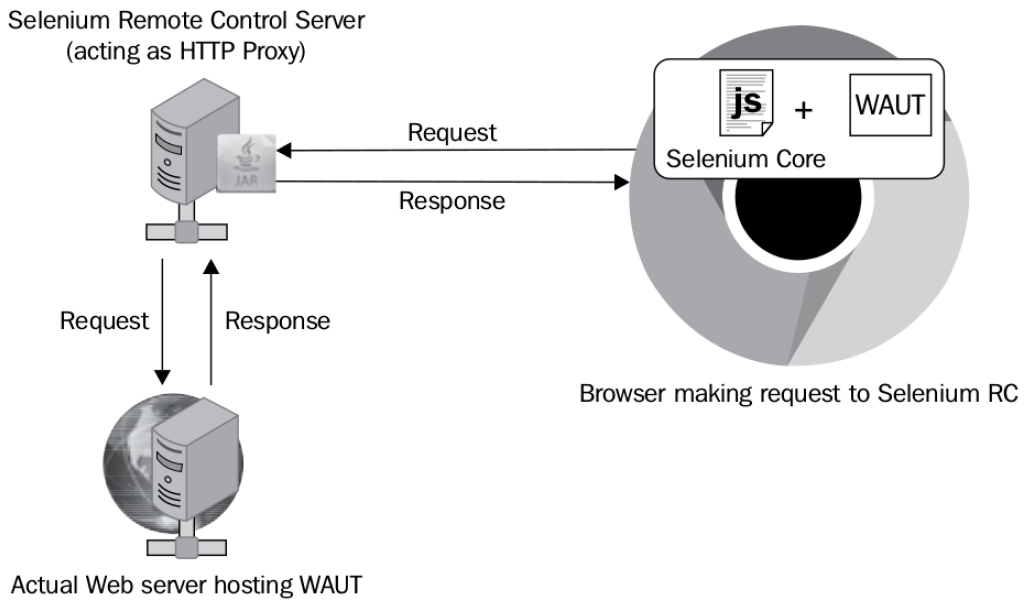 Selenium Remote Control Server
(acting as HTTP Proxy)
js
+
WAUT
Selenium Core
Request
Response
JAR
Request
Response
Browser making request to Selenium RC
Actual Web server hosting WAUT